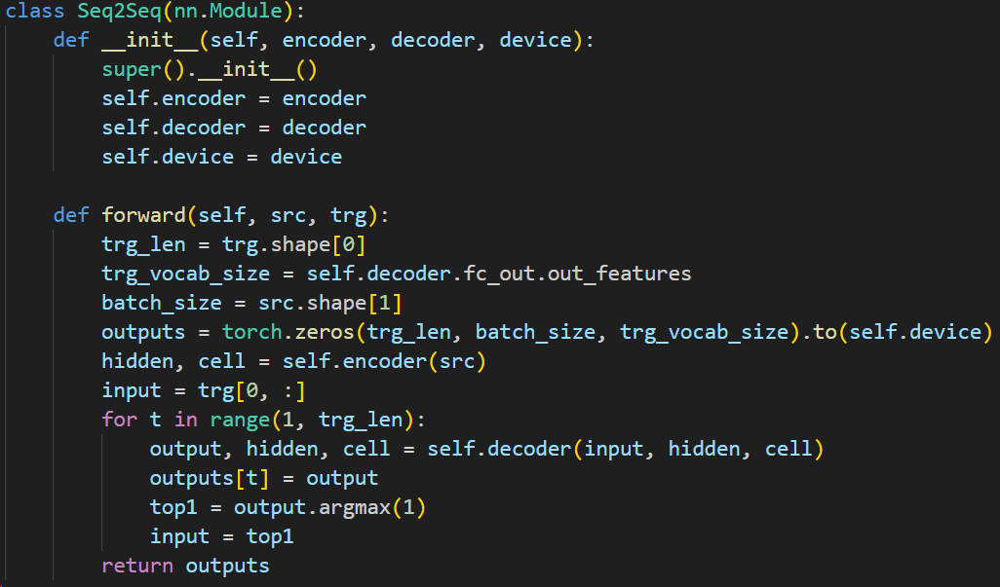 class Seq2Seq(nn.Module):
    def __init__(self, encoder, decoder, device):
        super().__init__()
        self.encoder = encoder
        self.decoder = decoder
        self.device = device

    def forward(self, src, trg):
        trg_len = trg.shape[0]
        trg_vocab_size = self.decoder.fc_out.out_features
        batch_size = src.shape[1]
        outputs = torch.zeros(trg_len, batch_size, trg_vocab_size).to(self.device)
        hidden, cell = self.encoder(src)
        input = trg[0, :]
        for t in range(1, trg_len):
            output, hidden, cell = self.decoder(input, hidden, cell)
            outputs[t] = output
            top1 = output.argmax(1)
            input = top1
        return outputs